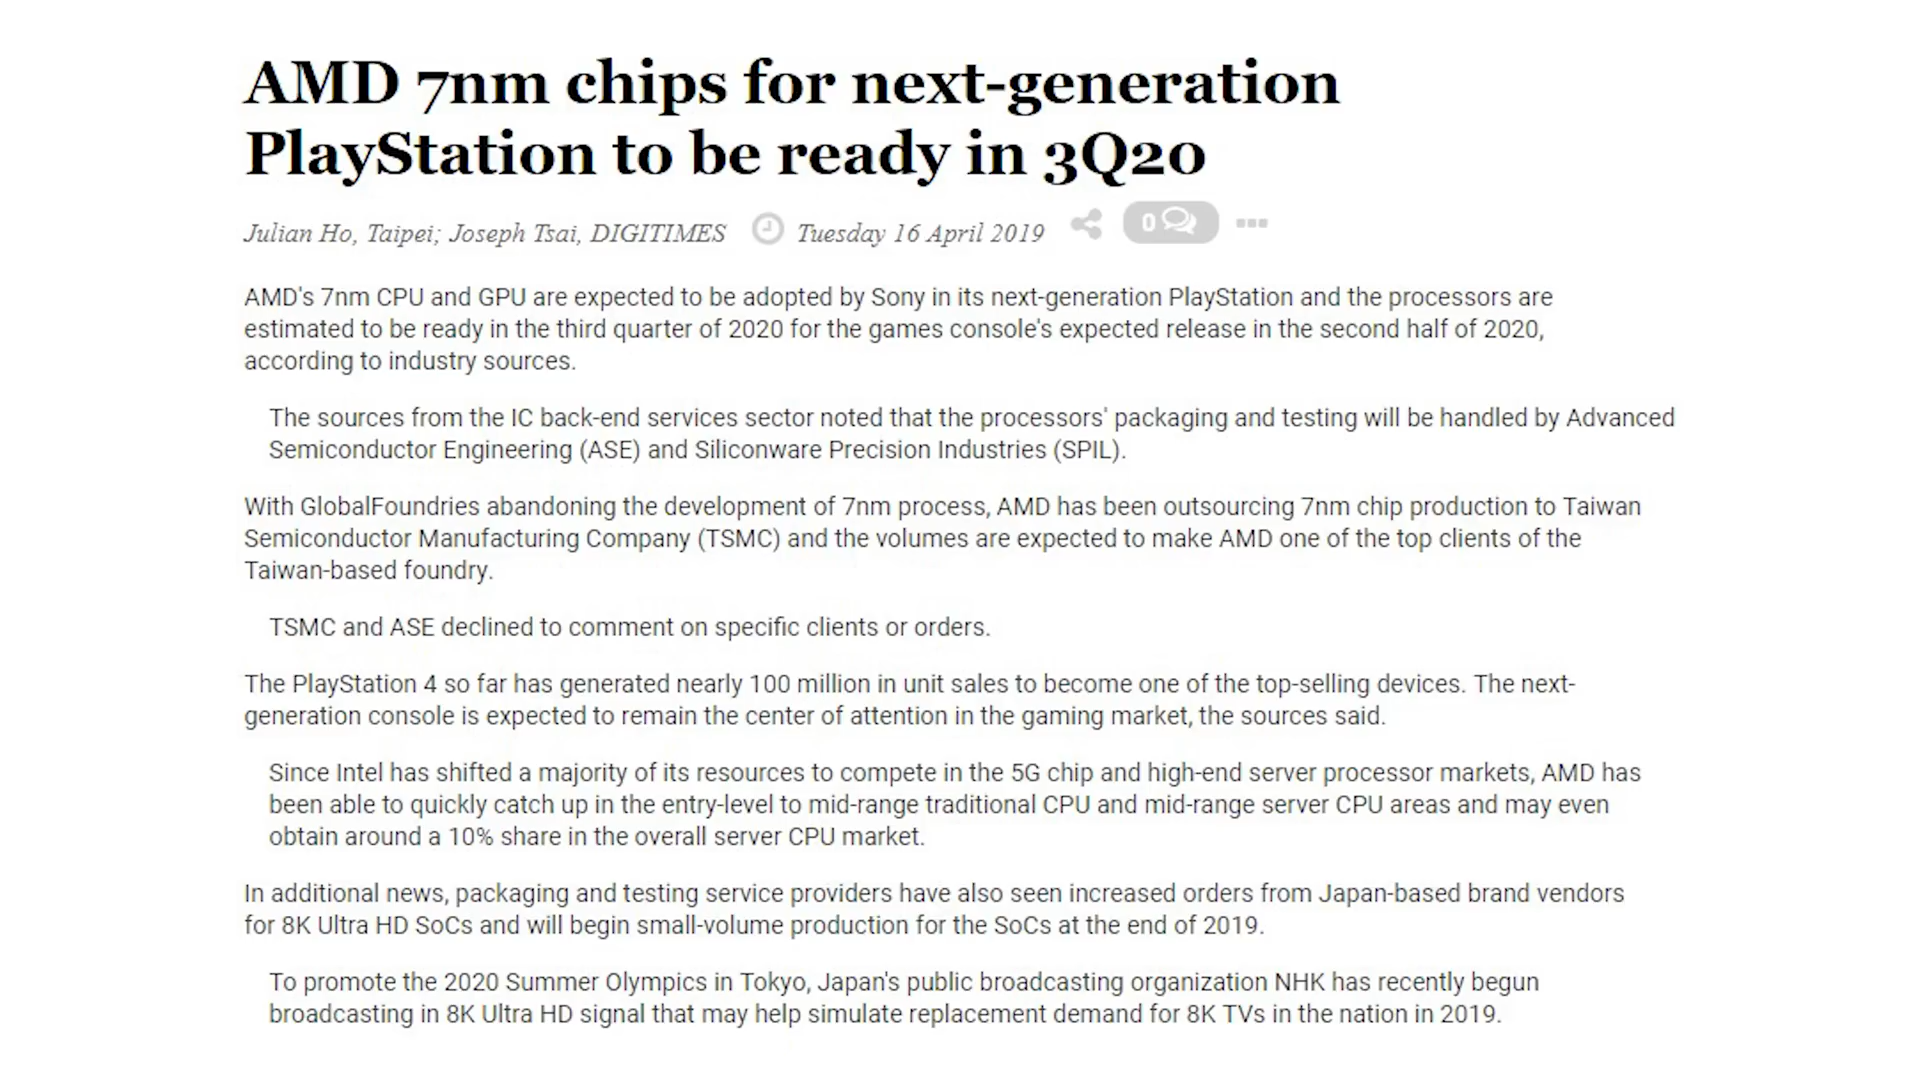 AMD 7nm chips for next-generation
PlayStation to be ready in 3Q20
Julian Ho, Taipei; Joseph Tsai, DIGITIMES Tuesday 16 April 2019 0
AMD's 7nm CPU and GPU are expected to be adopted by Sony in its next-generation PlayStation and the processors are
estimated to be ready in the third quarter of 2020 for the games console's expected release in the second half of 2020,
according to industry sources.
The sources from the IC back-end services sector noted that the processors' packaging and testing will be handled by Advanced
Semiconductor Engineering (ASE) and Siliconware Precision Industries (SPIL).
With GlobalFoundries abandoning the development of 7nm process, AMD has been outsourcing 7nm chip production to Taiwan
Semiconductor Manufacturing Company (TSMC) and the volumes are expected to make AMD one of the top clients of the
Taiwan-based foundry.
TSMC and ASE declined to comment on specific clients or orders.
The PlayStation 4 so far has generated nearly 100 million in unit sales to become one of the top-selling devices. The next-
generation console is expected to remain the center of attention in the gaming market, the sources said.
Since Intel has shifted a majority of its resources to compete in the 5G chip and high-end server processor markets, AMD has
been able to quickly catch up in the entry-level to mid-range traditional CPU and mid-range server CPU areas and may even
obtain around a 10% share in the overall server CPU market.
In additional news, packaging and testing service providers have also seen increased orders from Japan-based brand vendors
for 8K Ultra HD SoCs and will begin small-volume production for the SoCs at the end of 2019.
To promote the 2020 Summer Olympics in Tokyo, Japan's public broadcasting organization NHK has recently begun
broadcasting in 8K Ultra HD signal that may help simulate replacement demand for 8K TVs in the nation in 2019.